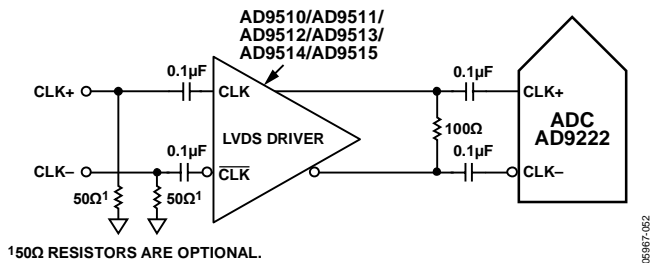 AD9510/AD9511/
AD9512/AD9513/
AD9514/AD9515
0.1µF
0.1µF
CLK+
CLK
CLK+
ADC
AD9222
LVDS DRIVER
100Ω
0.1µF
0.1µF
CLK–
CLK
CLK–
50Ω¹
50Ω¹
¹50Ω RESISTORS ARE OPTIONAL.
05967-052